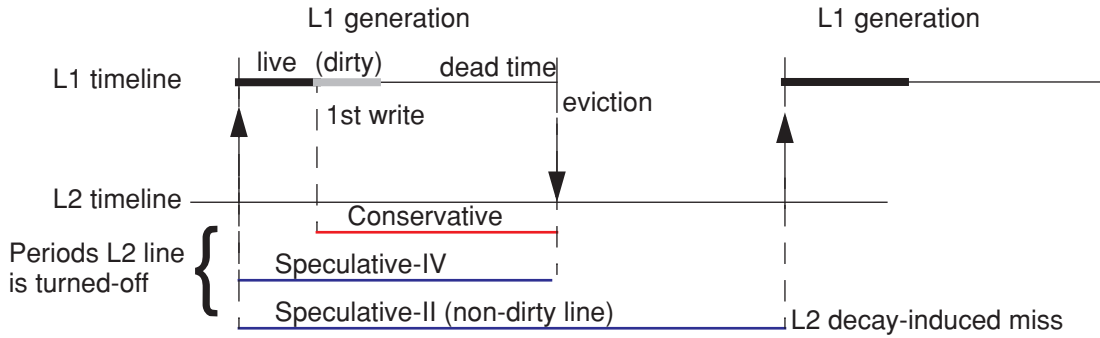 L1 generation
L1 generation
live (dirty)
dead time
L1 timeline
eviction
1st write
L2 timeline
Conservative
Periods L2 line
is turned-off
Speculative-IV
Speculative-II (non-dirty line)
L2 decay-induced miss